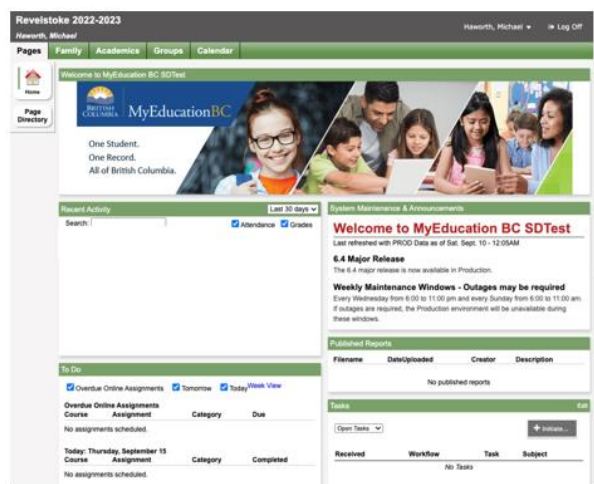 Revelstoke 2022-2023
Haworth, Michael
Haworth, Michael
Log Off
Pages Family Academics Groups Calendar
Home
Page Directory
Welcome to MyEducation BC SDTest
BRITISH COLUMBIA
MyEducationBC
One Student.
One Record.
All of British Columbia.
Recent Activity
Last 30 days
Search:
Attendance Grades
To Do
Overdue Online Assignments Tomorrow Today Week View
Overdue Online Assignments
Course Assignment Category Due
No assignments scheduled.
Today: Thursday, September 15
Course Assignment Category Completed
No assignments scheduled.
System Maintenance & Announcements
Welcome to MyEducation BC SDTest
Last refreshed with PROD Data as of Sat. Sept. 10 - 12:05AM
6.4 Major Release
The 6.4 major release is now available in Production.
Weekly Maintenance Windows - Outages may be required
Every Wednesday from 6:00 to 11:00 pm and every Sunday from 6:00 to 11:00 am.
If outages are required, the Production environment will be unavailable during
these windows.
Published Reports
Filename DateUploaded Creator Description
No published reports
Tasks
Edit
Open Tasks
+ Initiate...
Received Workflow Task Subject
No Tasks